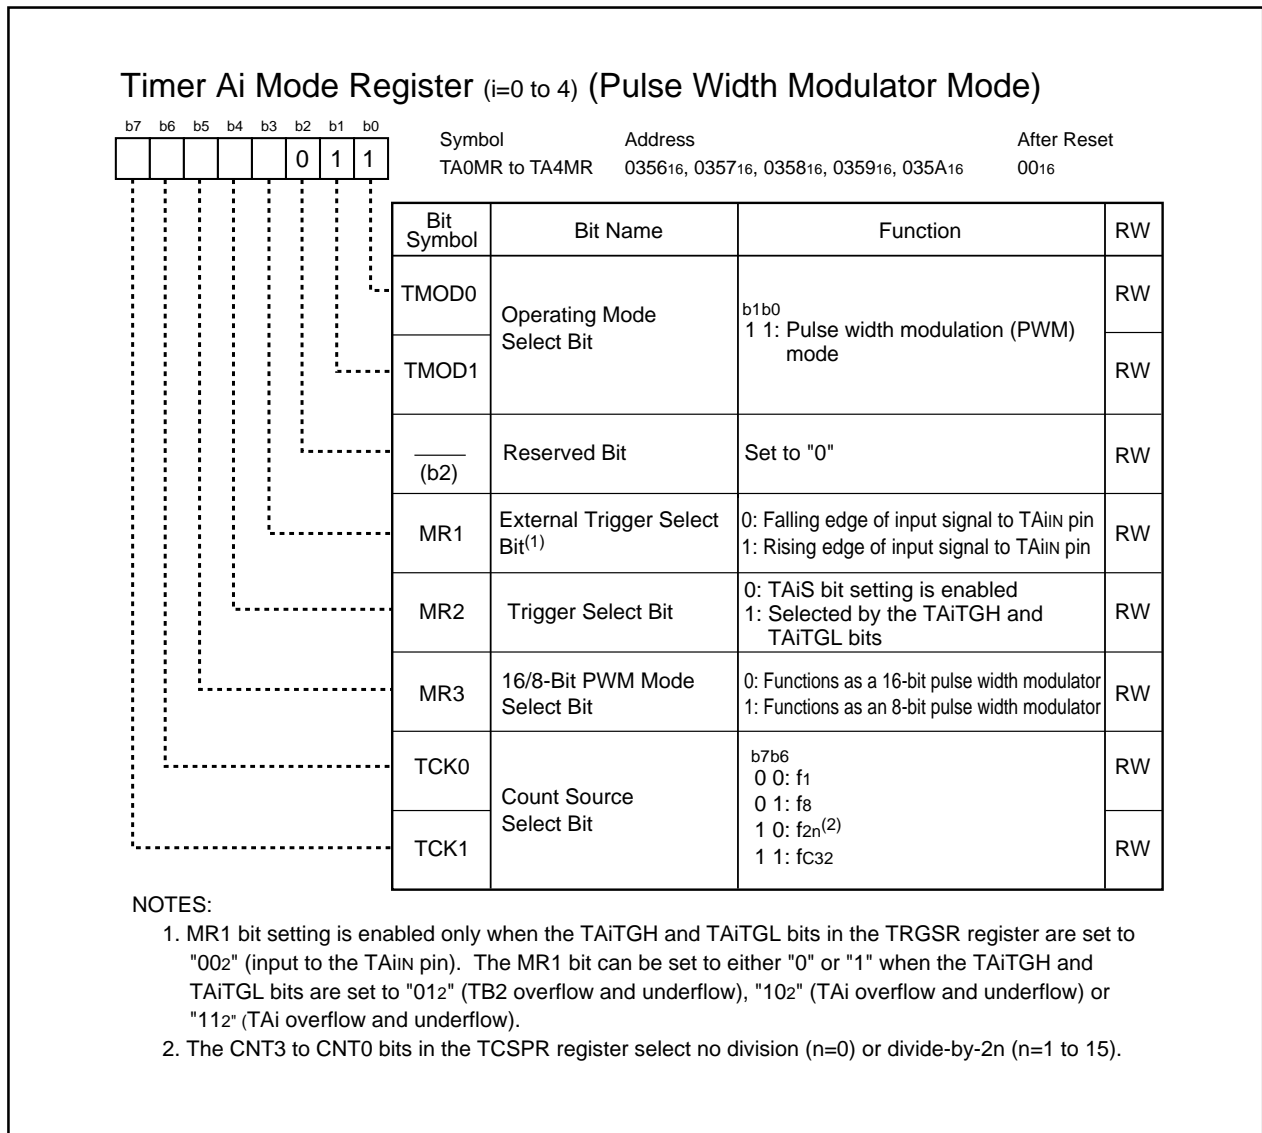 Timer Ai Mode Register (i=0 to 4) (Pulse Width Modulator Mode)
b7 b6 b5 b4 b3 b2 b1 b0
0 1 1
Symbol Address After Reset
TA0MR to TA4MR 035616, 035716, 035816, 035916, 035A16 0016
Bit Symbol Bit Name Function RW
TMOD0 RW
Operating Mode
Select Bit
b1b0
1 1: Pulse width modulation (PWM)
mode
TMOD1 RW
(b2) Reserved Bit Set to "0" RW
MR1 External Trigger Select
Bit(1)
0: Falling edge of input signal to TAiIN pin
1: Rising edge of input signal to TAiIN pin
RW
MR2 Trigger Select Bit
0: TAiS bit setting is enabled
1: Selected by the TAiTGH and
TAiTGL bits
RW
MR3 16/8-Bit PWM Mode
Select Bit
0: Functions as a 16-bit pulse width modulator
1: Functions as an 8-bit pulse width modulator
RW
TCK0 RW
Count Source
Select Bit
b7b6
0 0: f1
0 1: f8
1 0: f2n(2)
1 1: fC32
TCK1 RW
NOTES:
1. MR1 bit setting is enabled only when the TAiTGH and TAiTGL bits in the TRGSR register are set to
"002" (input to the TAiIN pin). The MR1 bit can be set to either "0" or "1" when the TAiTGH and
TAiTGL bits are set to "012" (TB2 overflow and underflow), "102" (TAi overflow and underflow) or
"112" (TAi overflow and underflow).
2. The CNT3 to CNT0 bits in the TCSPR register select no division (n=0) or divide-by-2n (n=1 to 15).